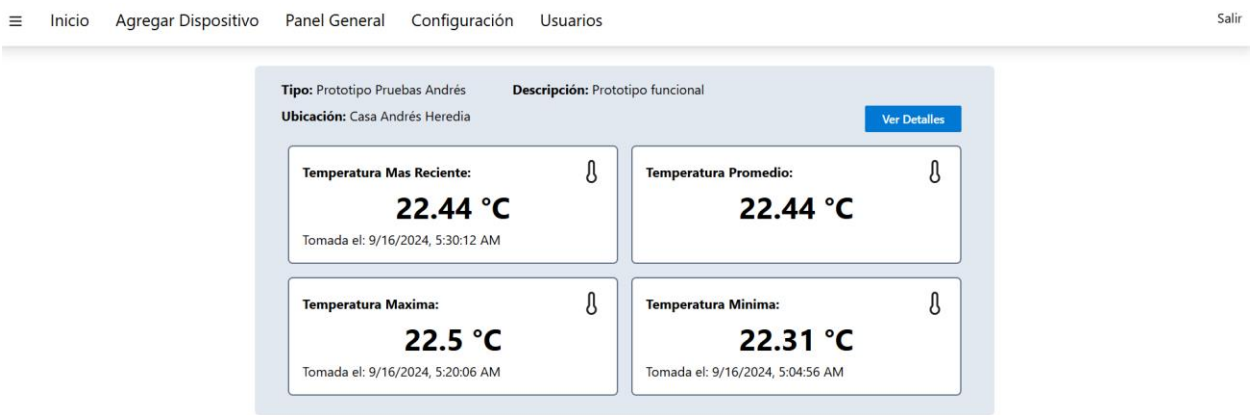 ≡ Inicio Agregar Dispositivo Panel General Configuración Usuarios Salir
Tipo: Prototipo Pruebas Andrés Descripción: Prototipo funcional
Ubicación: Casa Andrés Heredia Ver Detalles
Temperatura Mas Reciente:
22.44 °C
Tomada el: 9/16/2024, 5:30:12 AM
Temperatura Promedio:
22.44 °C
Temperatura Maxima:
22.5 °C
Tomada el: 9/16/2024, 5:20:06 AM
Temperatura Minima:
22.31 °C
Tomada el: 9/16/2024, 5:04:56 AM